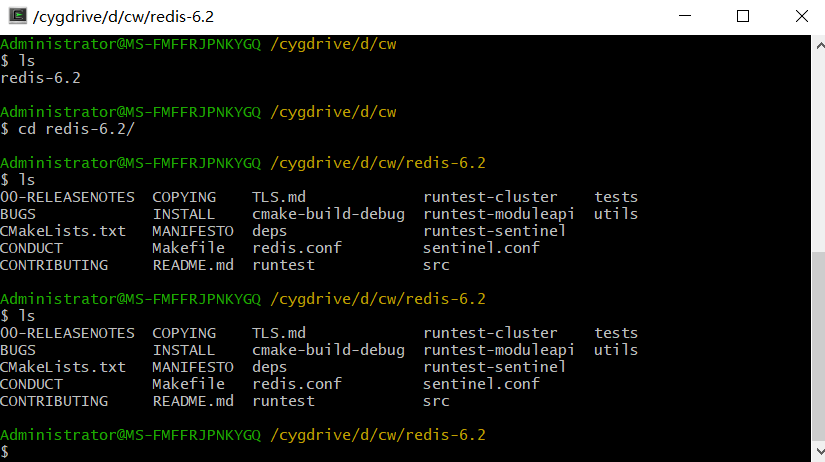 /cygdrive/d/cw/redis-6.2
Administrator@MS-FMFFRJPNKYGQ /cygdrive/d/cw
$ ls
redis-6.2
Administrator@MS-FMFFRJPNKYGQ /cygdrive/d/cw
$ cd redis-6.2/
Administrator@MS-FMFFRJPNKYGQ /cygdrive/d/cw/redis-6.2
$ ls
00-RELEASENOTES  COPYING    TLS.md             runtest-cluster    tests
BUGS             INSTALL    cmake-build-debug  runtest-moduleapi  utils
CMakeLists.txt   MANIFESTO  deps               runtest-sentinel
CONDUCT          Makefile   redis.conf         sentinel.conf
CONTRIBUTING     README.md  runtest            src
Administrator@MS-FMFFRJPNKYGQ /cygdrive/d/cw/redis-6.2
$ ls
00-RELEASENOTES  COPYING    TLS.md             runtest-cluster    tests
BUGS             INSTALL    cmake-build-debug  runtest-moduleapi  utils
CMakeLists.txt   MANIFESTO  deps               runtest-sentinel
CONDUCT          Makefile   redis.conf         sentinel.conf
CONTRIBUTING     README.md  runtest            src
Administrator@MS-FMFFRJPNKYGQ /cygdrive/d/cw/redis-6.2
$